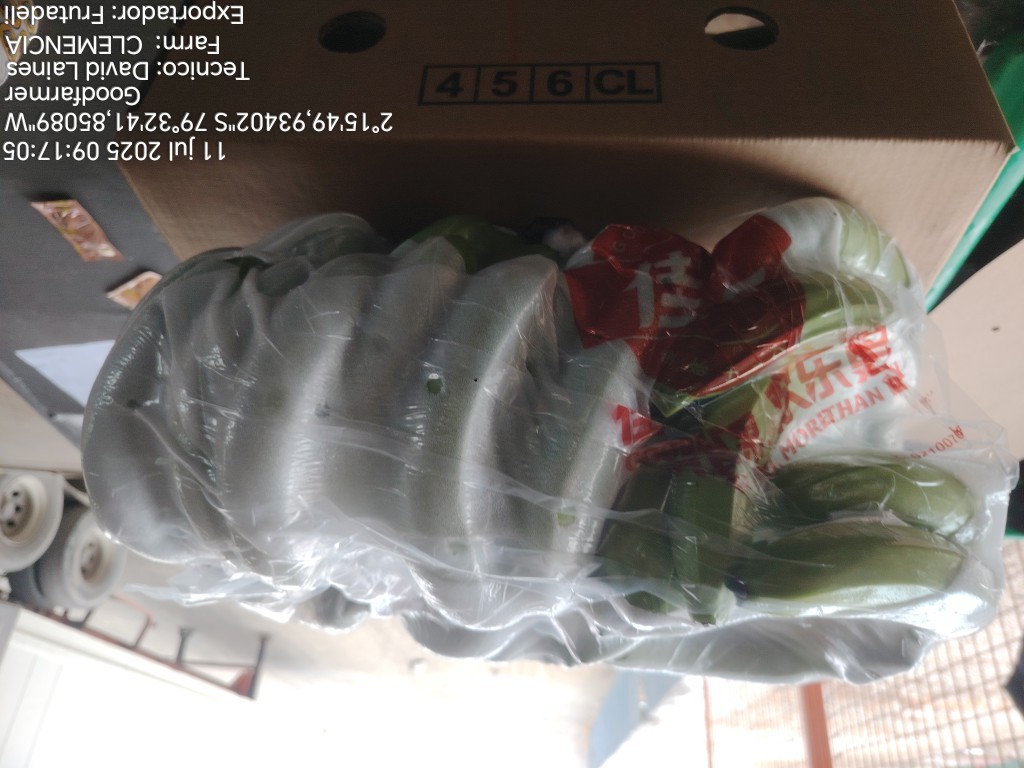 4 5 6 CL
11 jul 2025 09:17:05
2°15'49,93402"S 79°32'41,85089"W
Goodfarmer
Tecnico: David Laines
Farm: CLEMENCIA
Exportador: Frutadeli